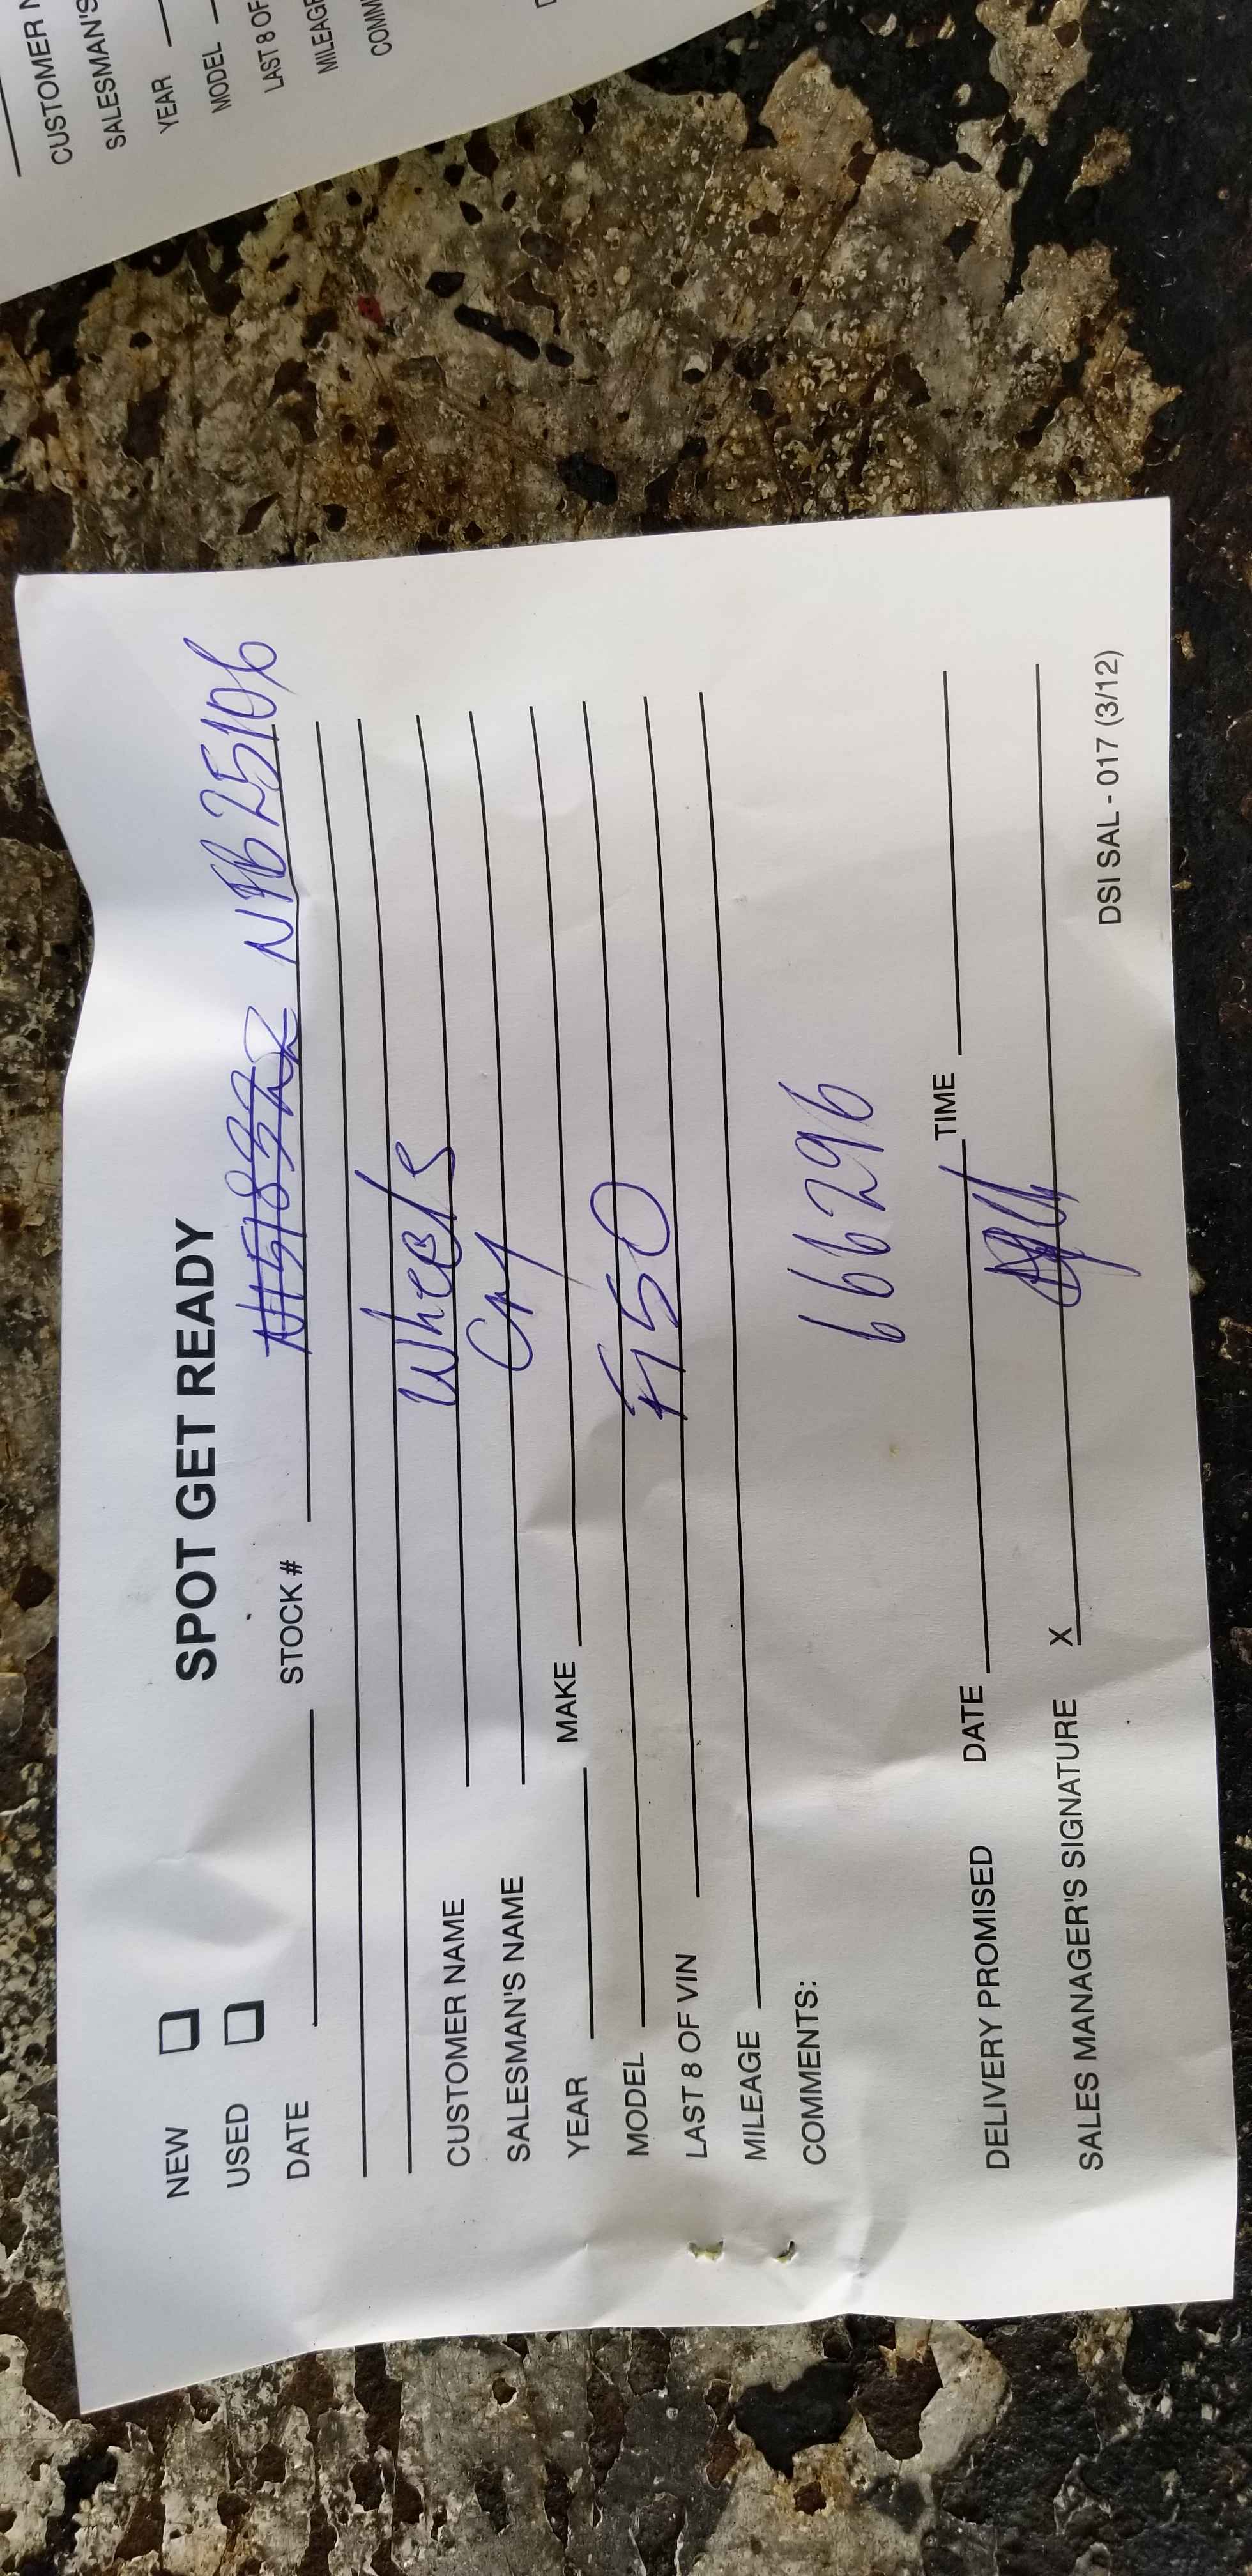 SPOT GET READY
NEW
USED
DATE STOCK # NFB25106
CUSTOMER NAME Wheels
SALESMAN'S NAME
YEAR MAKE
MODEL F150
LAST 8 OF VIN
MILEAGE
COMMENTS: 666296
DELIVERY PROMISED DATE TIME
SALES MANAGER'S SIGNATURE X
DSI SAL - 017 (3/12)
CUSTOMER N
SALESMAN'S
YEAR
MODEL
LAST 8 OF
MILEAGE
COMM